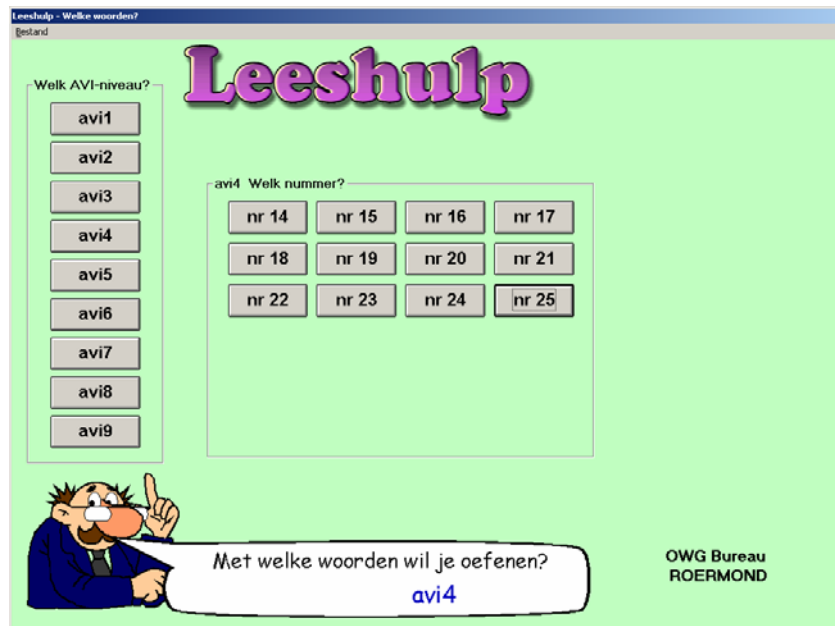 Leeshulp - Welke woorden?
Bestand
Leeshulp
Welk AVI-niveau?
avi1
avi2
avi3
avi4
avi5
avi6
avi7
avi8
avi9
avi4 Welk nummer?
nr 14 nr 15 nr 16 nr 17
nr 18 nr 19 nr 20 nr 21
nr 22 nr 23 nr 24 nr 25
Met welke woorden wil je oefenen?
avi4
OWG Bureau
ROERMOND